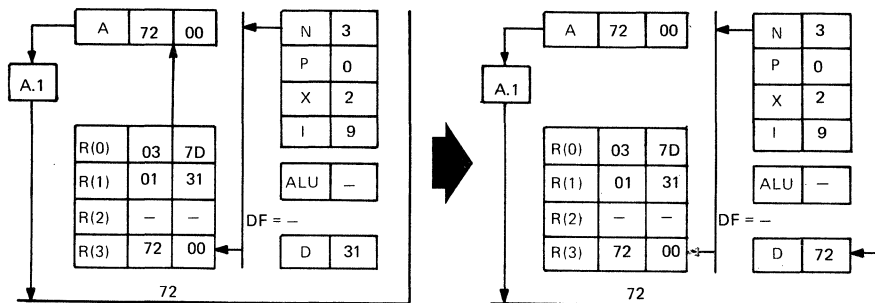 A 72 00
A.1
N 3
P 0
X 2
I 9
R(0) 03 7D
R(1) 01 31
R(2) – –
R(3) 72 00
ALU –
DF = –
D 31
72
A 72 00
A.1
N 3
P 0
X 2
I 9
R(0) 03 7D
R(1) 01 31
R(2) – –
R(3) 72 00
ALU –
DF = –
D 72
72